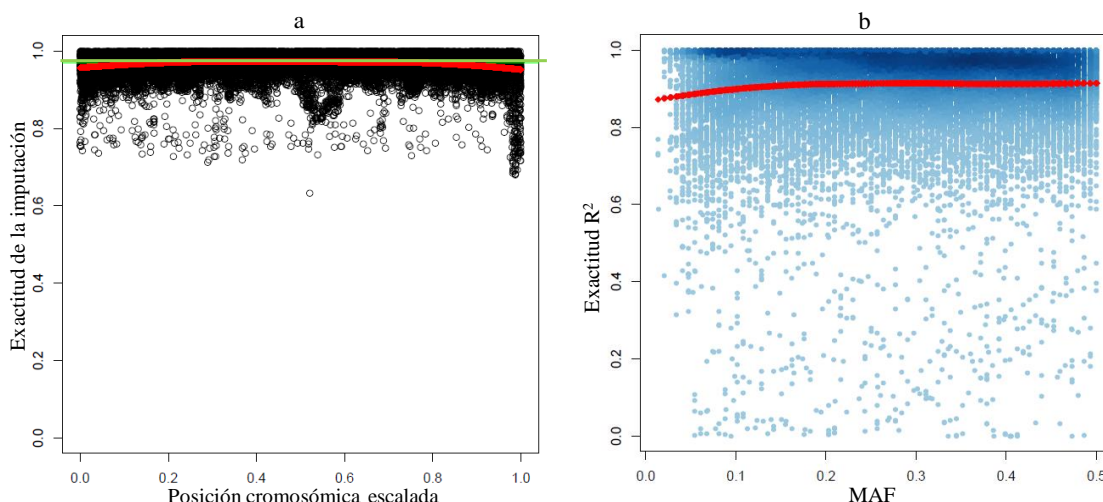 a
Exactitud de la imputación
1.0
0.8
0.6
0.4
0.2
0.0
0.0 0.2 0.4 0.6 0.8 1.0
Posición cromosómica escalada
b
Exactitud R²
1.0
0.8
0.6
0.4
0.2
0.0
0.0 0.1 0.2 0.3 0.4 0.5
MAF